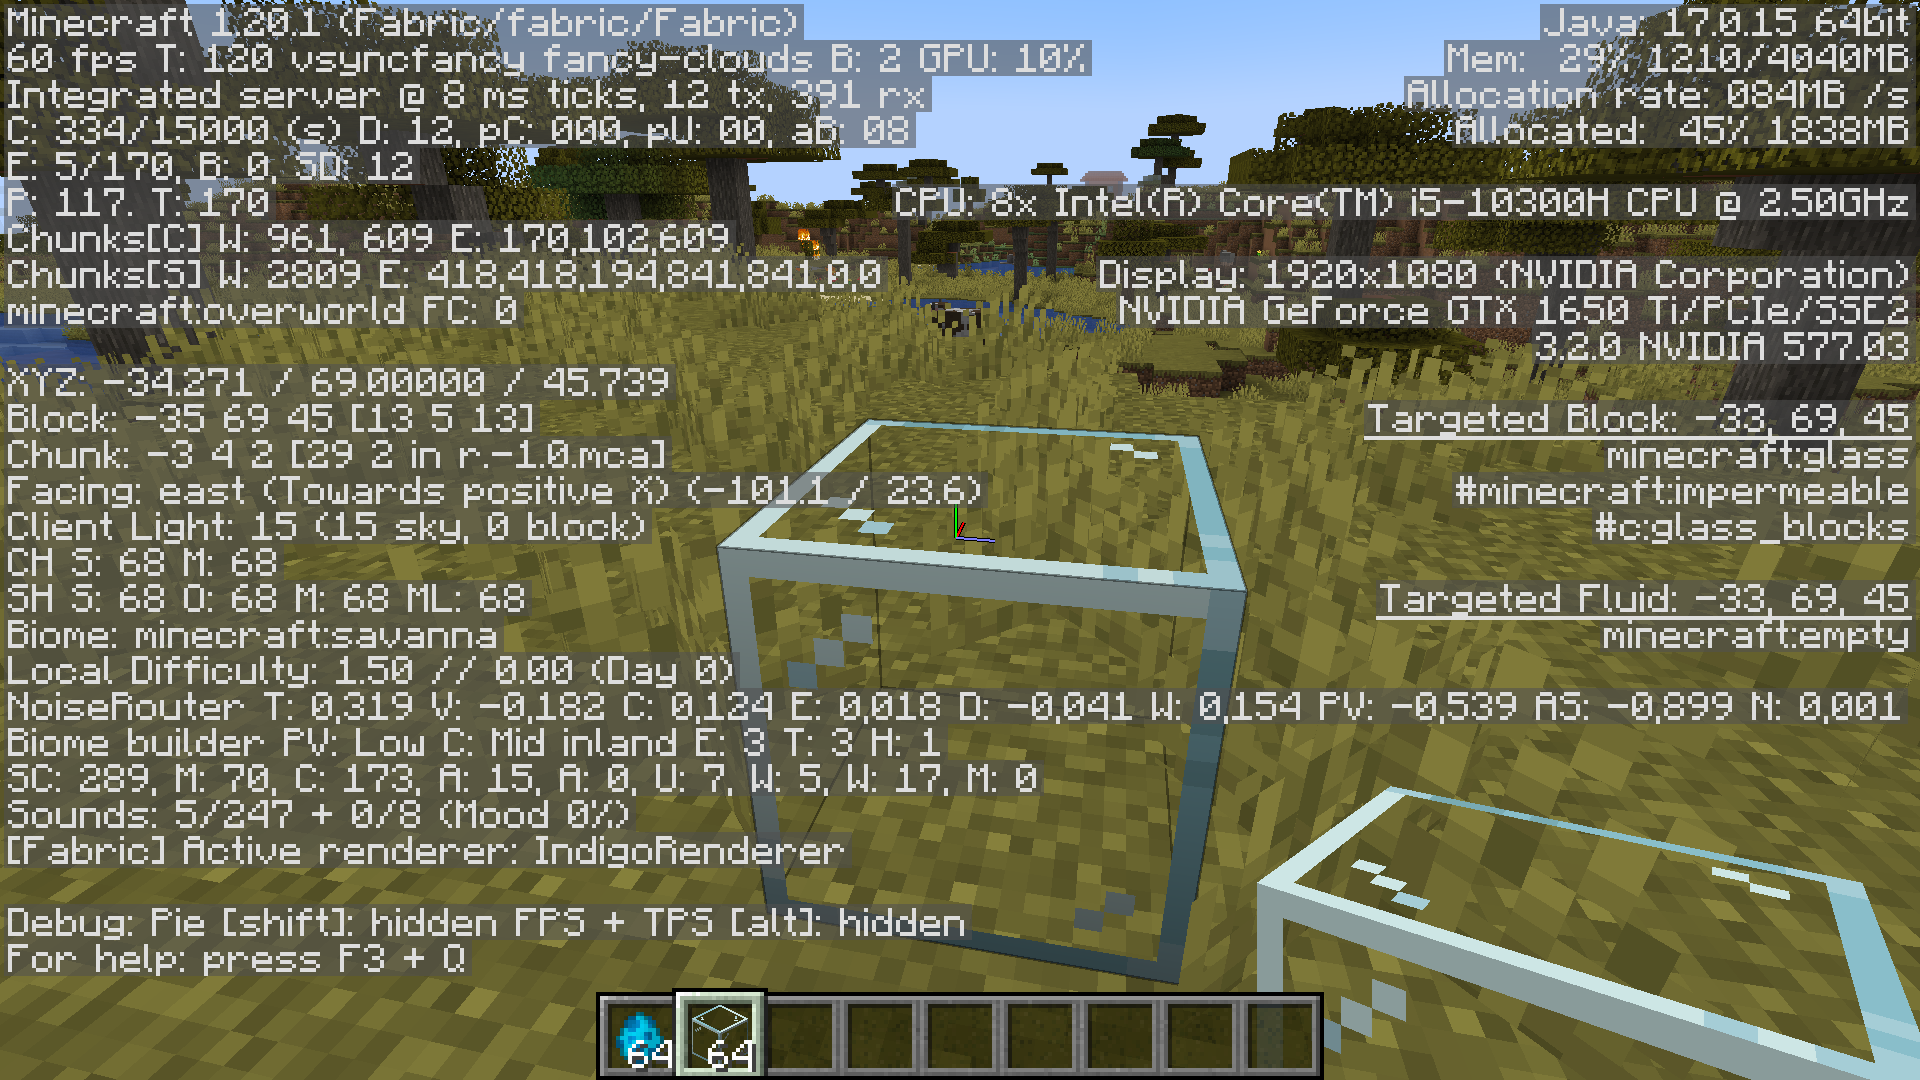 Minecraft 1.20.1 (Fabric/fabric/Fabric)
60 fps T: 120 vsyncfancy fancy-clouds B: 2 GPU: 10%
Integrated server @ 8 ms ticks, 12 tx, 391 rx
C: 334/15000 (s) D: 12, pC: 000, pU: 00, aB: 08
E: 5/170, B: 0, SD: 12
P: 117. T: 170
Chunks[C] W: 961, 609 E: 170,102,609
Chunks[S] W: 2809 E: 418,418,194,841,841,0,0
minecraft:overworld FC: 0
XYZ: -34.271 / 69.00000 / 45.739
Block: -35 69 45 [13 5 13]
Chunk: -3 4 2 [29 2 in r.-1.0.mca]
Facing: east (Towards positive X) (-101.1 / 23.6)
Client Light: 15 (15 sky, 0 block)
CH S: 68 M: 68
SH S: 68 O: 68 M: 68 ML: 68
Biome: minecraft:savanna
Local Difficulty: 1.50 // 0.00 (Day 0)
NoiseRouter T: 0,319 V: -0,182 C: 0,124 E: 0,018 D: -0,041 W: 0,154 PV: -0,539 AS: -0,899 N: 0,001
Biome builder PV: Low C: Mid inland E: 3 T: 3 H: 1
SC: 289, M: 70, C: 173, A: 15, A: 0, U: 7, W: 5, W: 17, M: 0
Sounds: 5/247 + 0/8 (Mood 0%)
[Fabric] Active renderer: IndigoRenderer
Debug: Pie [shift]: hidden FPS + TPS [alt]: hidden
For help: press F3 + Q
Java: 17.0.15 64bit
Mem: 29% 1210/4040MB
Allocation rate: 084MB /s
Allocated: 45% 1838MB
CPU: 8x Intel(R) Core(TM) i5-10300H CPU @ 2.50GHz
Display: 1920x1080 (NVIDIA Corporation)
NVIDIA GeForce GTX 1650 Ti/PCIe/SSE2
3.2.0 NVIDIA 577.03
Targeted Block: -33, 69, 45
minecraft:glass
#minecraft:impermeable
#c:glass_blocks
Targeted Fluid: -33, 69, 45
minecraft:empty
64
64